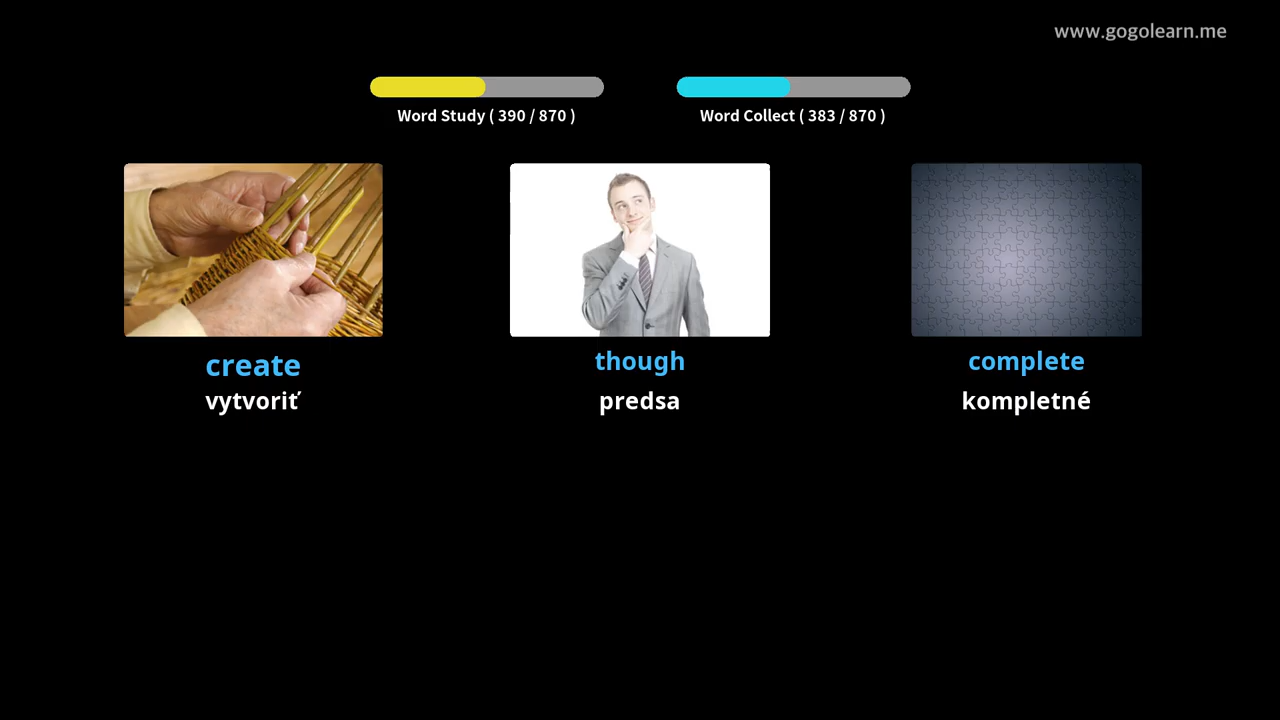 www.gogolearn.me
Word Study ( 390 / 870 )
Word Collect ( 383 / 870 )
create
vytvoriť
though
predsa
complete
kompletné